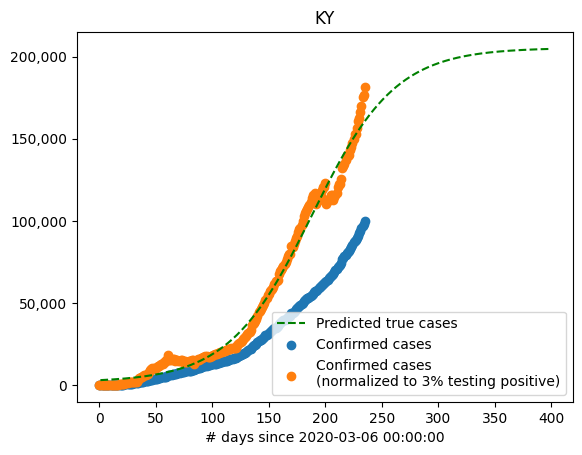 KY
200,000
150,000
100,000
50,000
0
Predicted true cases
Confirmed cases
Confirmed cases
(normalized to 3% testing positive)
0 50 100 150 200 250 300 350 400
# days since 2020-03-06 00:00:00